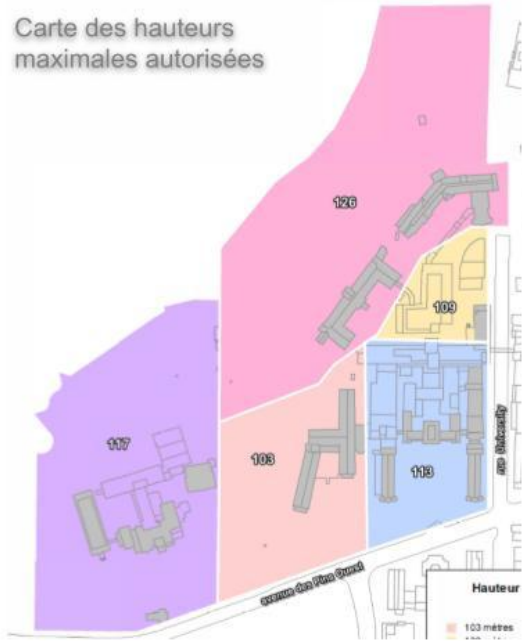 Carte des hauteurs
maximales autorisées
126
109
117
103
113
rue University
avenue des Pins Ouest
Hauteur
103 mètres